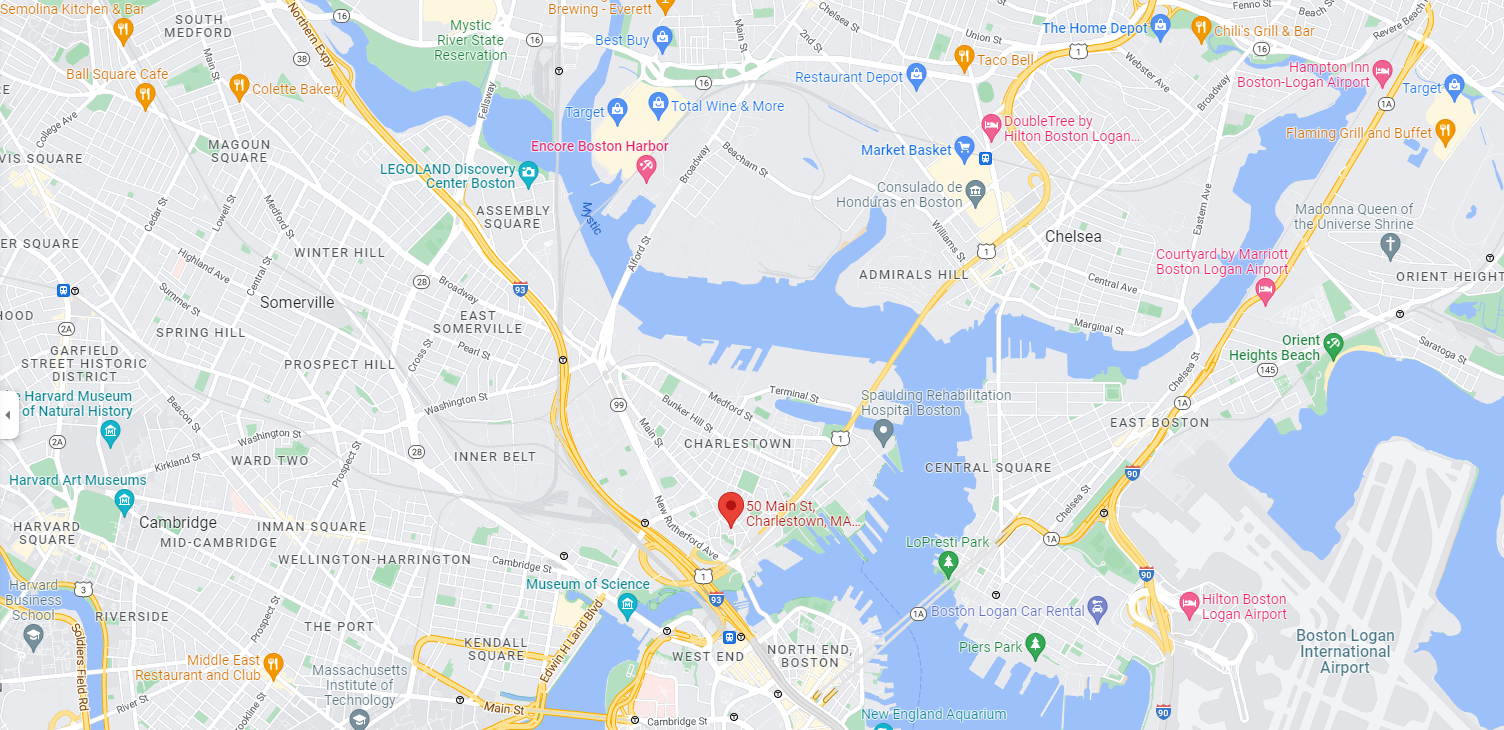 Semolina Kitchen & Bar
SOUTH
MEDFORD
Northern Expy
16
Mystic
River State
Reservation
16
Brewing - Everett
Main St
Chelsea St
2nd St
Union St
The Home Depot
Chili's Grill & Bar
Fenno St
Beach St
Revere Beach
Best Buy
38
Main St
Ball Square Cafe
Colette Bakery
Fellsway
16
Restaurant Depot
Taco Bell
1
16
Webster Ave
Broadway
Hampton Inn
Boston-Logan Airport
1A
Target
Target
Total Wine & More
College Ave
MAGOUN
SQUARE
VIS SQUARE
Encore Boston Harbor
Broadway
Beacham St
DoubleTree by
Hilton Boston Logan...
Market Basket
Flaming Grill and Buffet
LEGOLAND Discovery
Center Boston
Consulado de
Honduras en Boston
Cedar St
Lowell St
Medford St
ASSEMBLY
SQUARE
Mystic
Eastern Ave
Madonna Queen of
the Universe Shrine
ER SQUARE
WINTER HILL
Highland Ave
Central St
Alford St
Williams St
1
Chelsea
Courtyard by Marriott
Boston Logan Airport
ADMIRALS HILL
ORIENT HEIGHT
Summer St
28
Broadway
93
Somerville
Central Ave
HOOD
2A
SPRING HILL
EAST
SOMERVILLE
Marginal St
GARFIELD
STREET HISTORIC
DISTRICT
PROSPECT HILL
Cross St
Pearl St
Orient
Heights Beach
145
Saratoga St
Chelsea St
Harvard Museum
of Natural History
Beacon St
Washington St
99
Main St
Bunker Hill St
Medford St
Terminal St
Spaulding Rehabilitation
Hospital Boston
1A
2A
Washington St
Kirkland St
WARD TWO
Prospect St
28
INNER BELT
CHARLESTOWN
1
EAST BOSTON
CENTRAL SQUARE
90
Harvard Art Museums
Cambridge
HARVARD
SQUARE
INMAN SQUARE
MID-CAMBRIDGE
New Rutherford Ave
50 Main St,
Charlestown, MA...
Chelsea St
1A
LoPresti Park
WELLINGTON-HARRINGTON
Cambridge St
1
Harvard
Business
School
3
RIVERSIDE
Museum of Science
93
90
1A
Boston Logan Car Rental
Hilton Boston
Logan Airport
Soldiers Field Rd
Prospect St
THE PORT
KENDALL
SQUARE
Edwin H Land Blvd
WEST END
NORTH END,
BOSTON
Piers Park
Boston Logan
International
Airport
Middle East
Restaurant and Club
Massachusetts
Institute of
Technology
River St
Brookline St
Main St
Cambridge St
New England Aquarium
90